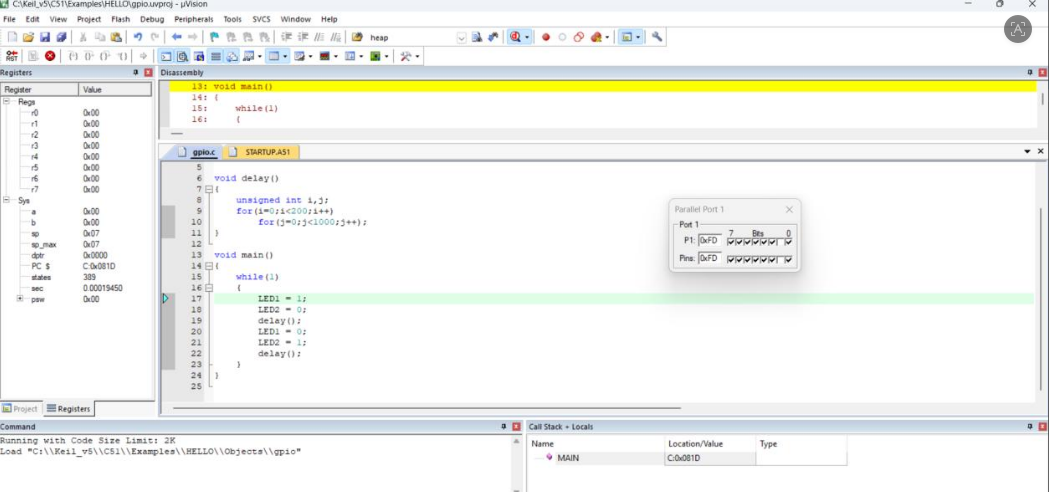 C:\Keil_v5\C51\Examples\HELLO\gpio.uvproj - µVision
File Edit View Project Flash Debug Peripherals Tools SVCS Window Help
heap
Registers
Register Value
Regs
r0 0x00
r1 0x00
r2 0x00
r3 0x00
r4 0x00
r5 0x00
r6 0x00
r7 0x00
Sys
a 0x00
b 0x00
sp 0x07
sp_max 0x07
dptr 0x0000
PC $ C:0x081D
states 389
sec 0.00019450
psw 0x00
Project Registers
Disassembly
13: void main()
14: {
15: while(1)
16: {
gpio.c STARTUP.A51
5
6 void delay()
7 {
8 unsigned int i,j;
9 for(i=0;i<200;i++)
10 for(j=0;j<1000;j++);
11 }
12
13 void main()
14 {
15 while(1)
16 {
17 LED1 = 1;
18 LED2 = 0;
19 delay();
20 LED1 = 0;
21 LED2 = 1;
22 delay();
23 }
24 }
25
Parallel Port 1
Port 1
7 Bits 0
P1: 0xFD
Pins: 0xFD
Command
Running with Code Size Limit: 2K
Load "C:\\Keil_v5\\C51\\Examples\\HELLO\\Objects\\gpio"
Call Stack + Locals
Name Location/Value Type
MAIN C:0x081D